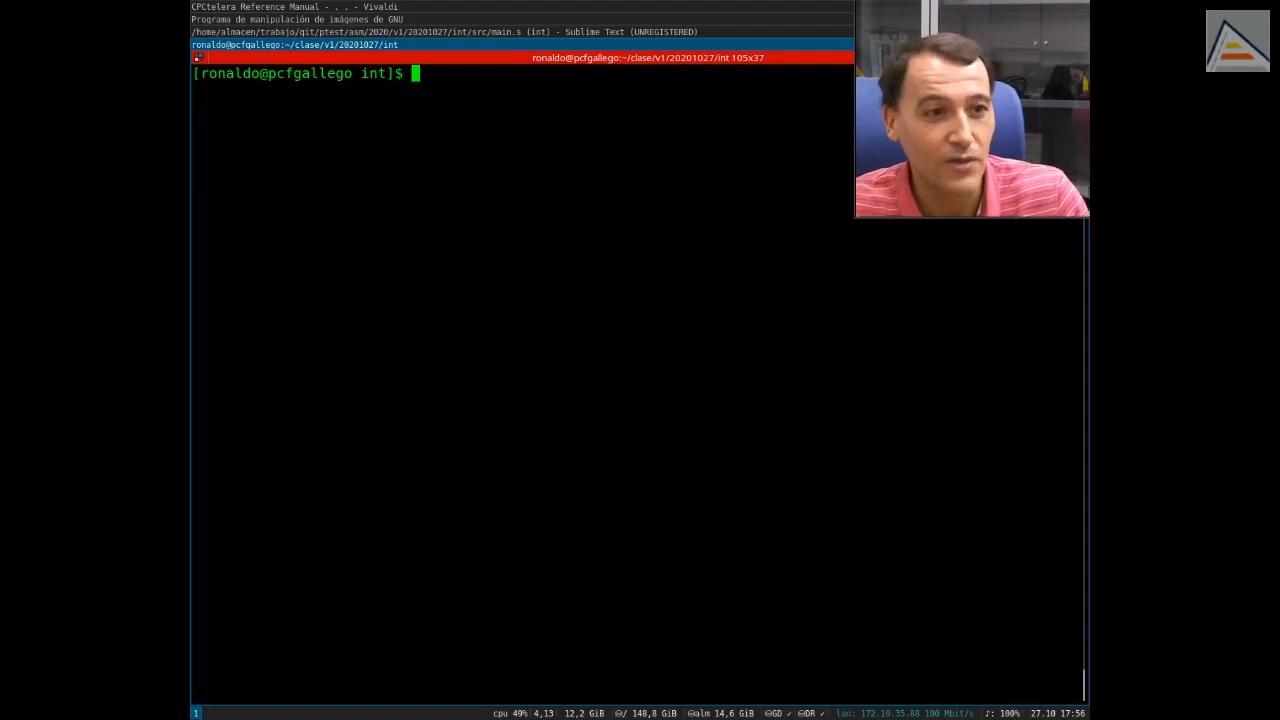 CPCtelera Reference Manual - . . - Vivaldi
Programa de manipulación de imágenes de GNU
/home/almacen/trabajo/git/ptest/asm/2020/v1/20201027/int/src/main.s (int) - Sublime Text (UNREGISTERED)
ronaldo@pcfgallego:~/clase/v1/20201027/int
ronaldo@pcfgallego:~/clase/v1/20201027/int 105x37
[ronaldo@pcfgallego int]$
1 cpu 49% 4,13 12,2 GiB / 148,8 GiB alm 14,6 GiB GD ✓ DR ✓ lan: 172.19.35.88 100 Mbit/s ♪: 100% 27.10 17:56